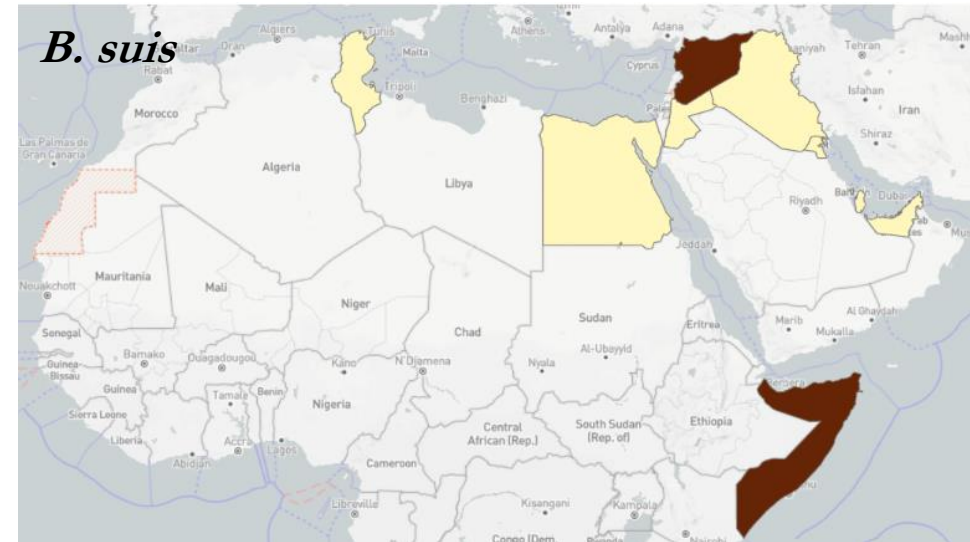 B. suis
Algiers
Tunis
Athens
Antalya
Adana
Tehran
Oran
Malta
Cyprus
Rabat
Tripoli
Isfahan
Morocco
Benghazi
Iran
Las Palmas de
Gran Canaria
Shiraz
Algeria
Libya
Riyadh
Dubai
Jeddah
Mauritania
Nouakchott
Mali
Niger
Sudan
Al Ghaydah
Marib
Senegal
Chad
Eritrea
Mukalla
Bamako
Ouagadougou
Kano
N'Djamena
Nyala
Al-Ubayyid
Berbera
Guinea-
Bissau
Guinea
Tamale
Benin
Nigeria
Ethiopia
Sierra Leone
Central
African (Rep.)
South Sudan
(Rep. of)
Liberia
Accra
Lagos
Abidjan
Cameroon
Libreville
Kisangani
Kampala
Nairobi
Congo (Dem.